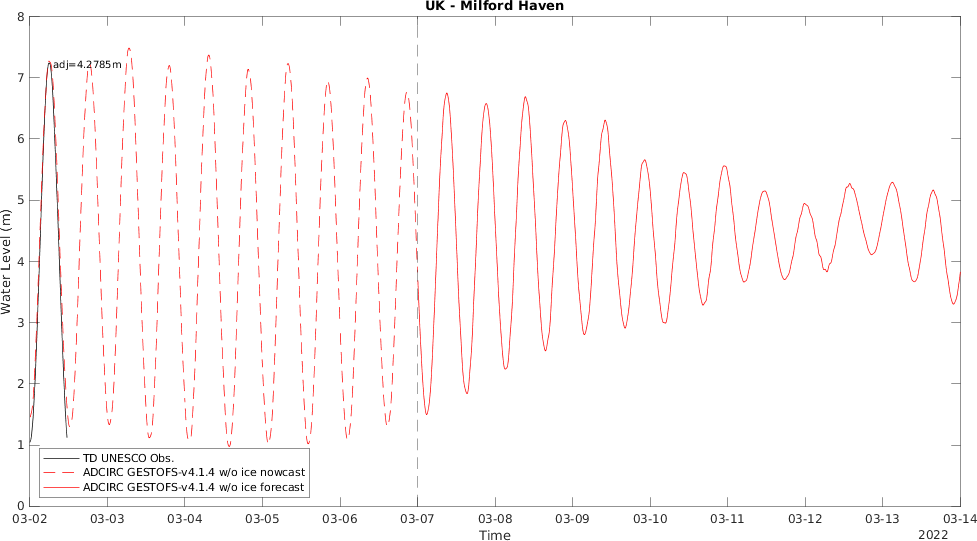 UK - Milford Haven
8
7
6
5
4
3
2
1
0
Water Level (m)
adj=4.2785m
TD UNESCO Obs.
ADCIRC GESTOFS-v4.1.4 w/o ice nowcast
ADCIRC GESTOFS-v4.1.4 w/o ice forecast
03-02 03-03 03-04 03-05 03-06 03-07 03-08 03-09 03-10 03-11 03-12 03-13 03-14
Time
2022